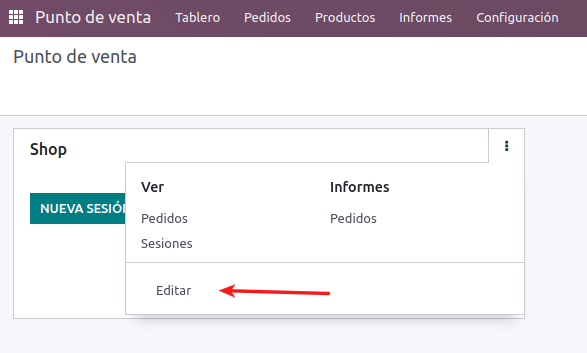 Punto de venta Tablero Pedidos Productos Informes Configuración
Punto de venta
Shop
Ver Informes
NUEVA SESIÓN
Pedidos Pedidos
Sesiones
Editar